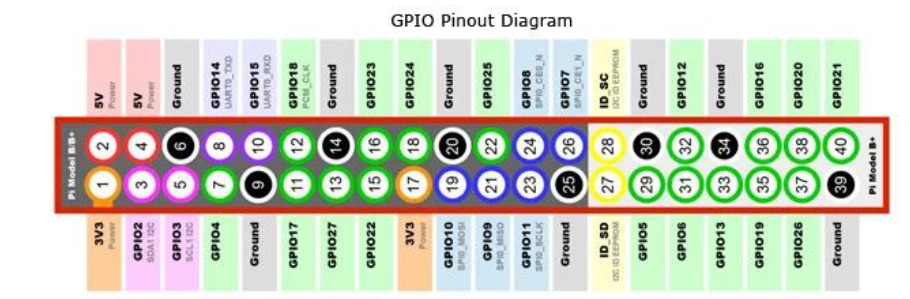 GPIO Pinout Diagram
5V
Power
5V
Power
Ground
GPIO14
UART0_TXD
GPIO15
UART0_RXD
GPIO18
PCM_CLK
Ground
GPIO23
GPIO24
Ground
GPIO25
GPIO8
SPI0_CE0_N
GPIO7
SPI0_CE1_N
ID_SC
I2C ID EEPROM
Ground
GPIO12
Ground
GPIO16
GPIO20
GPIO21
Pi Model B/B+
2 4 6 8 10 12 14 16 18 20 22 24 26 28 30 32 34 36 38 40
1 3 5 7 9 11 13 15 17 19 21 23 25 27 29 31 33 35 37 39
Pi Model B+
3V3
Power
GPIO2
SDA1 I2C
GPIO3
SCL1 I2C
GPIO4
Ground
GPIO17
GPIO27
GPIO22
3V3
Power
GPIO10
SPI0_MOSI
GPIO9
SPI0_MISO
GPIO11
SPI0_SCLK
Ground
ID_SD
I2C ID EEPROM
GPIO5
GPIO6
GPIO13
GPIO19
GPIO26
Ground